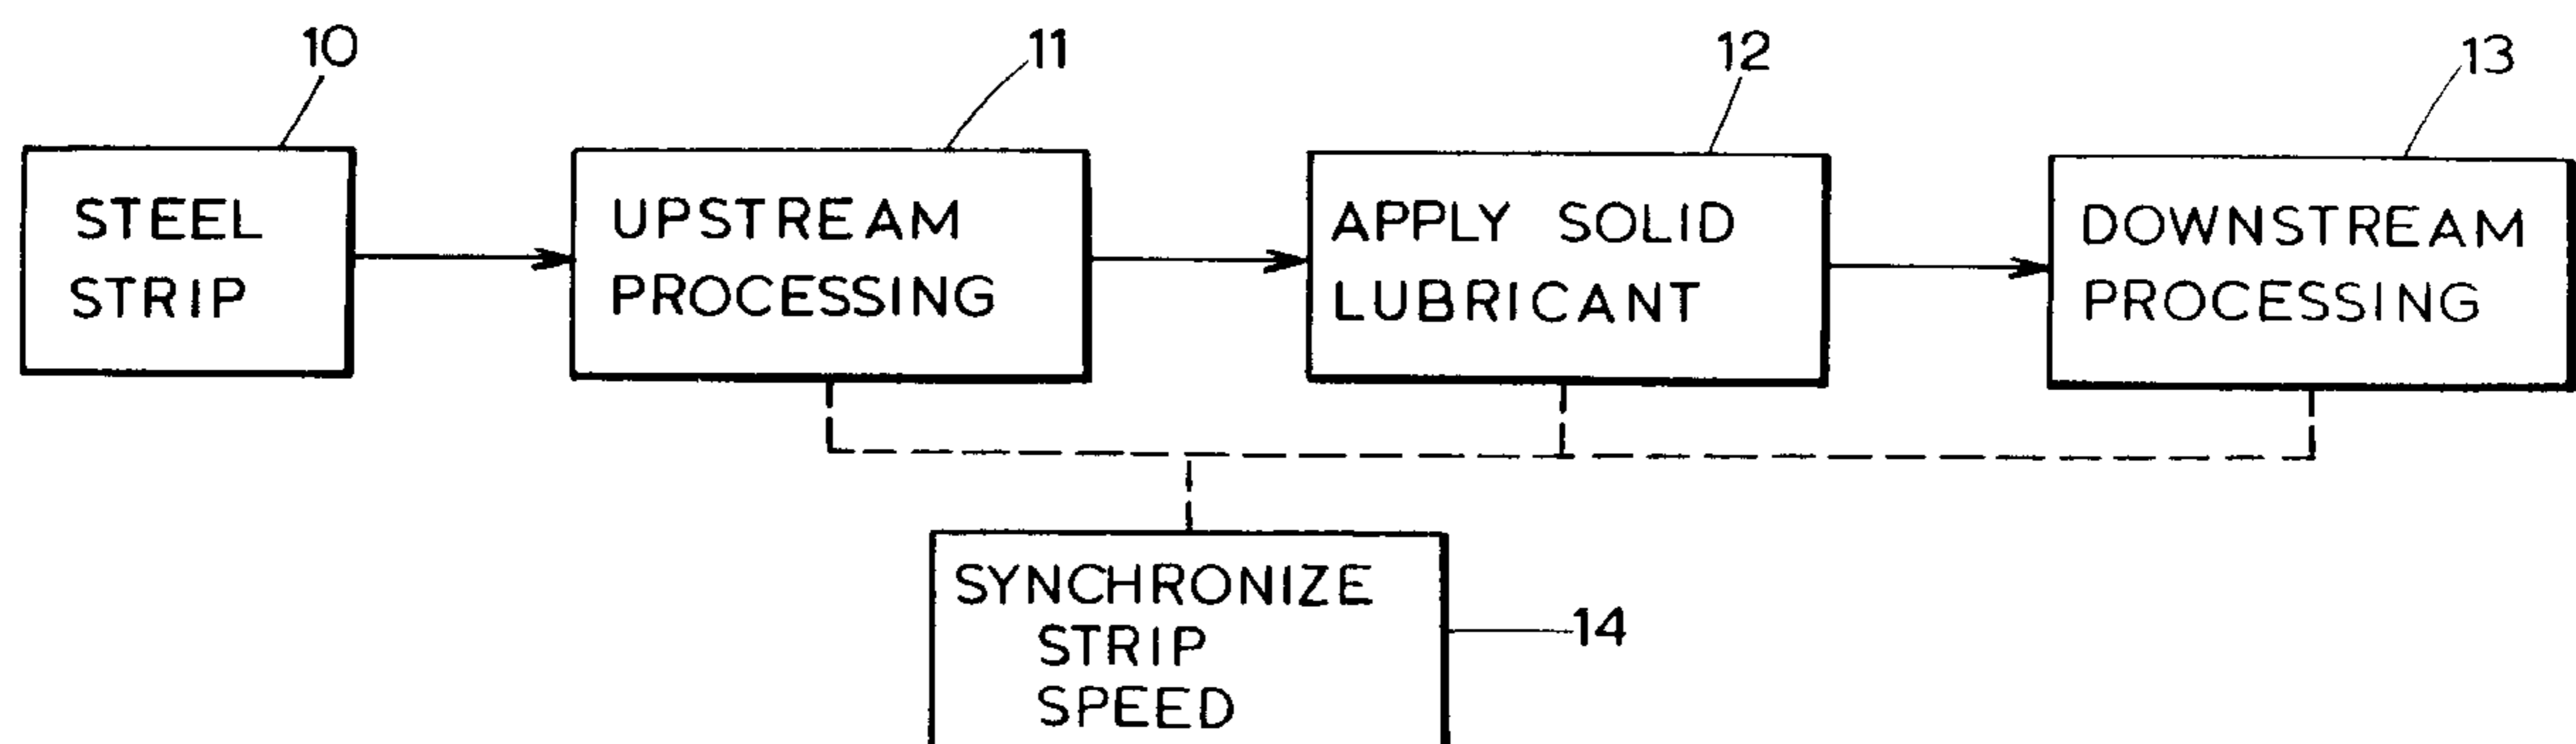 10
11
12
13
STEEL
STRIP
UPSTREAM
PROCESSING
APPLY SOLID
LUBRICANT
DOWNSTREAM
PROCESSING
SYNCHRONIZE
STRIP
SPEED
14